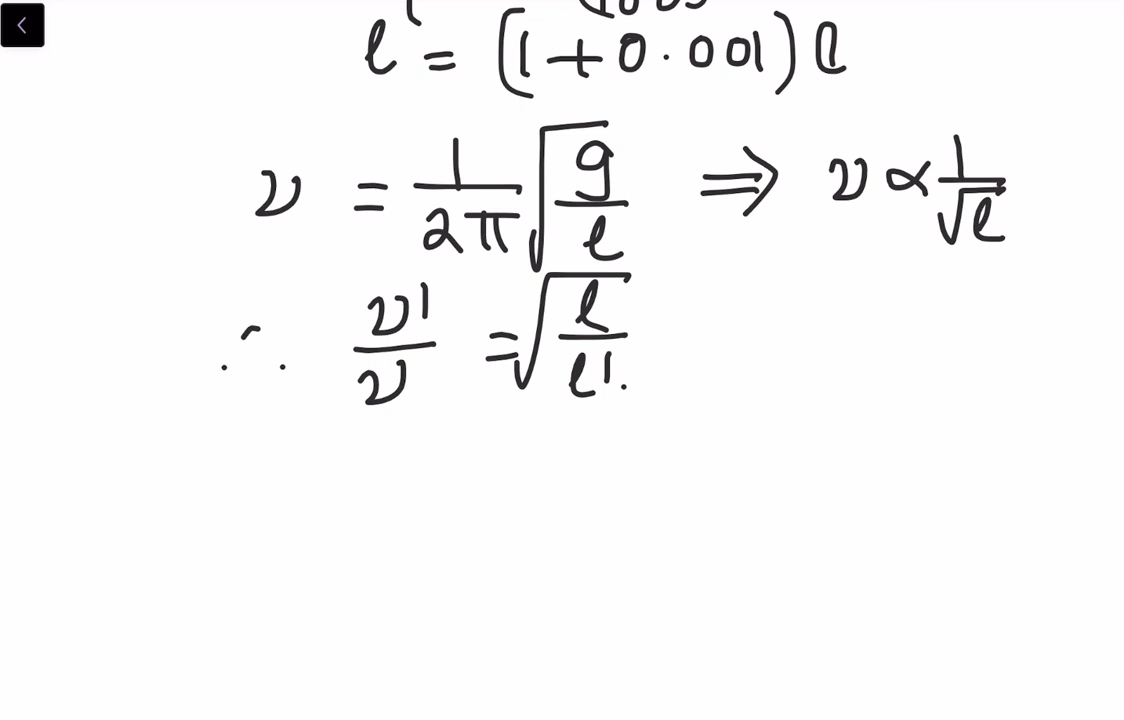 l' = (1 + 0.001) l
ν = 1/2π √(g/l) ⇒ ν ∝ 1/√l
∴ ν'/ν = √(l/l').